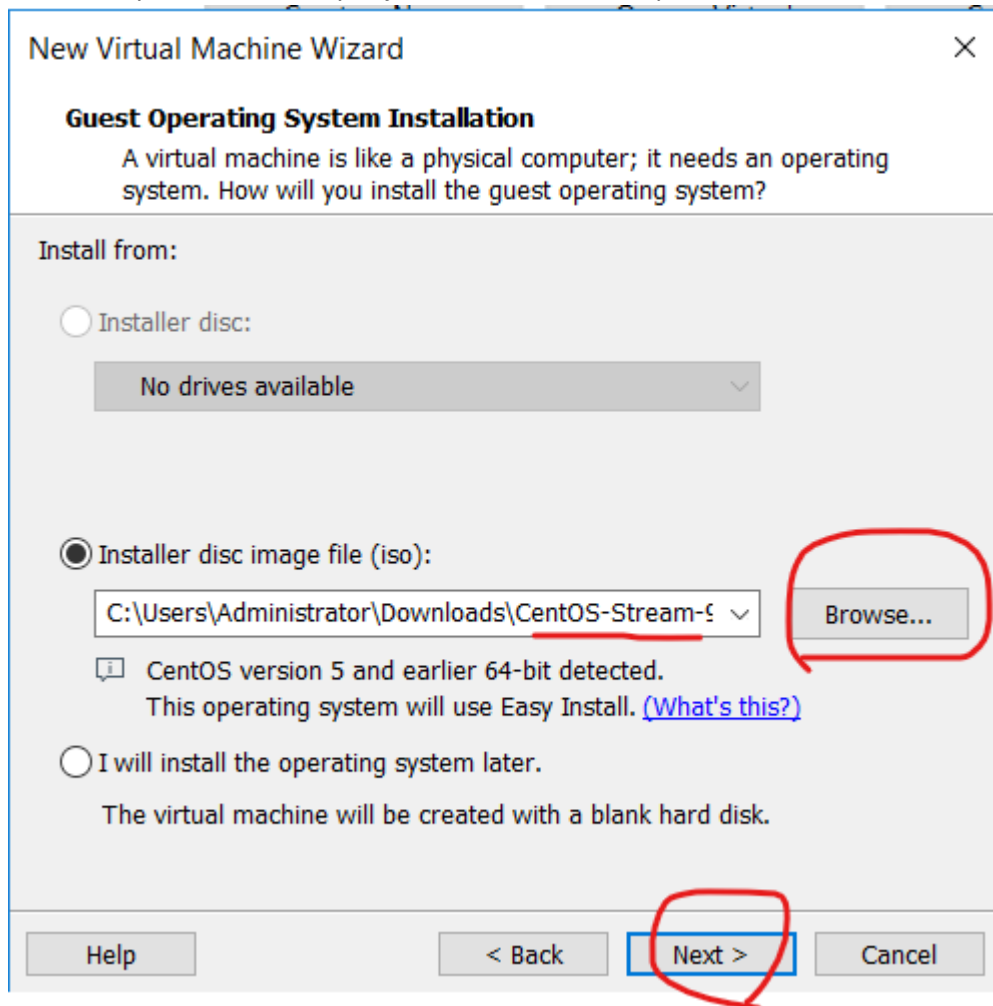 New Virtual Machine Wizard
Guest Operating System Installation
A virtual machine is like a physical computer; it needs an operating
system. How will you install the guest operating system?
Install from:
Installer disc:
No drives available
Installer disc image file (iso):
C:\Users\Administrator\Downloads\CentOS-Stream-9
Browse...
CentOS version 5 and earlier 64-bit detected.
This operating system will use Easy Install. (What's this?)
I will install the operating system later.
The virtual machine will be created with a blank hard disk.
Help
< Back
Next >
Cancel